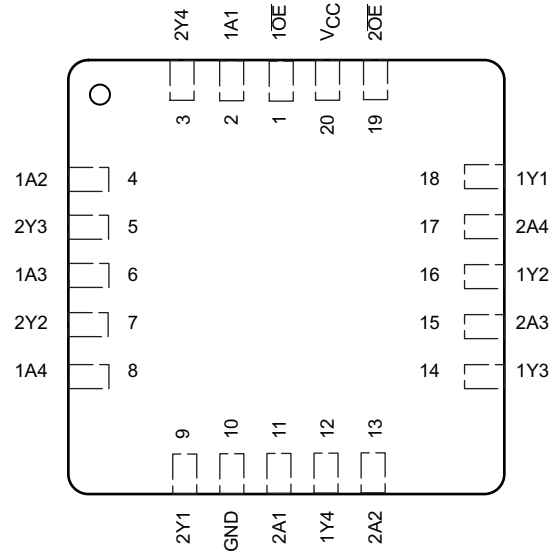 2Y4 1A1 1O̅E̅ VCC 2O̅E̅
3 2 1 20 19
1A2 4 18 1Y1
2Y3 5 17 2A4
1A3 6 16 1Y2
2Y2 7 15 2A3
1A4 8 14 1Y3
9 10 11 12 13
2Y1 GND 2A1 1Y4 2A2